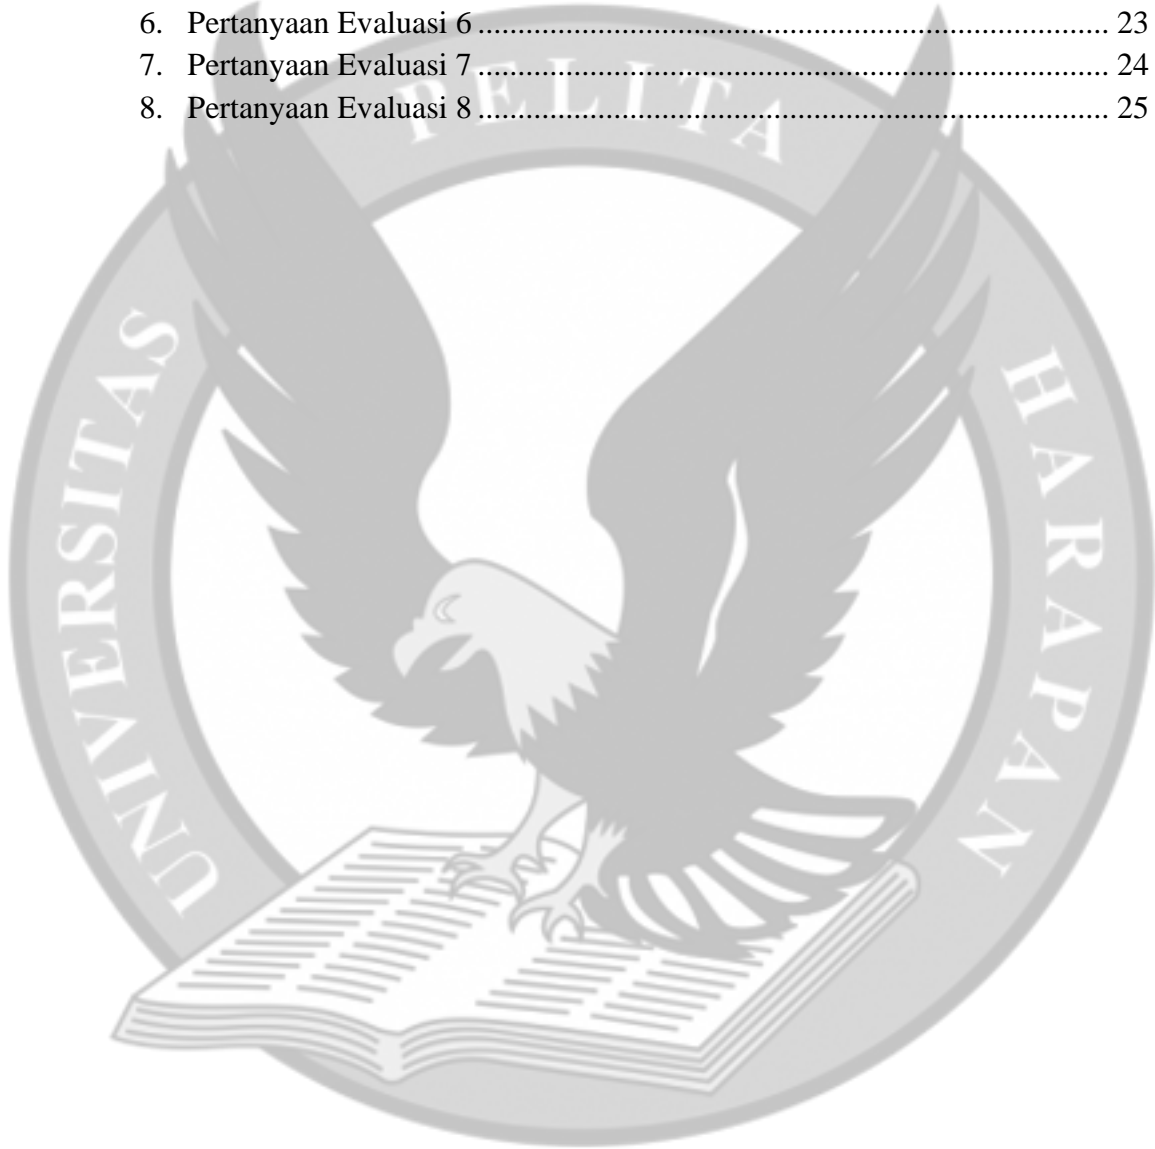 6. Pertanyaan Evaluasi 6 ............................................................................. 23
7. Pertanyaan Evaluasi 7 ............................................................................. 24
8. Pertanyaan Evaluasi 8 ............................................................................. 25
UNIVERSITAS PELITA HARAPAN